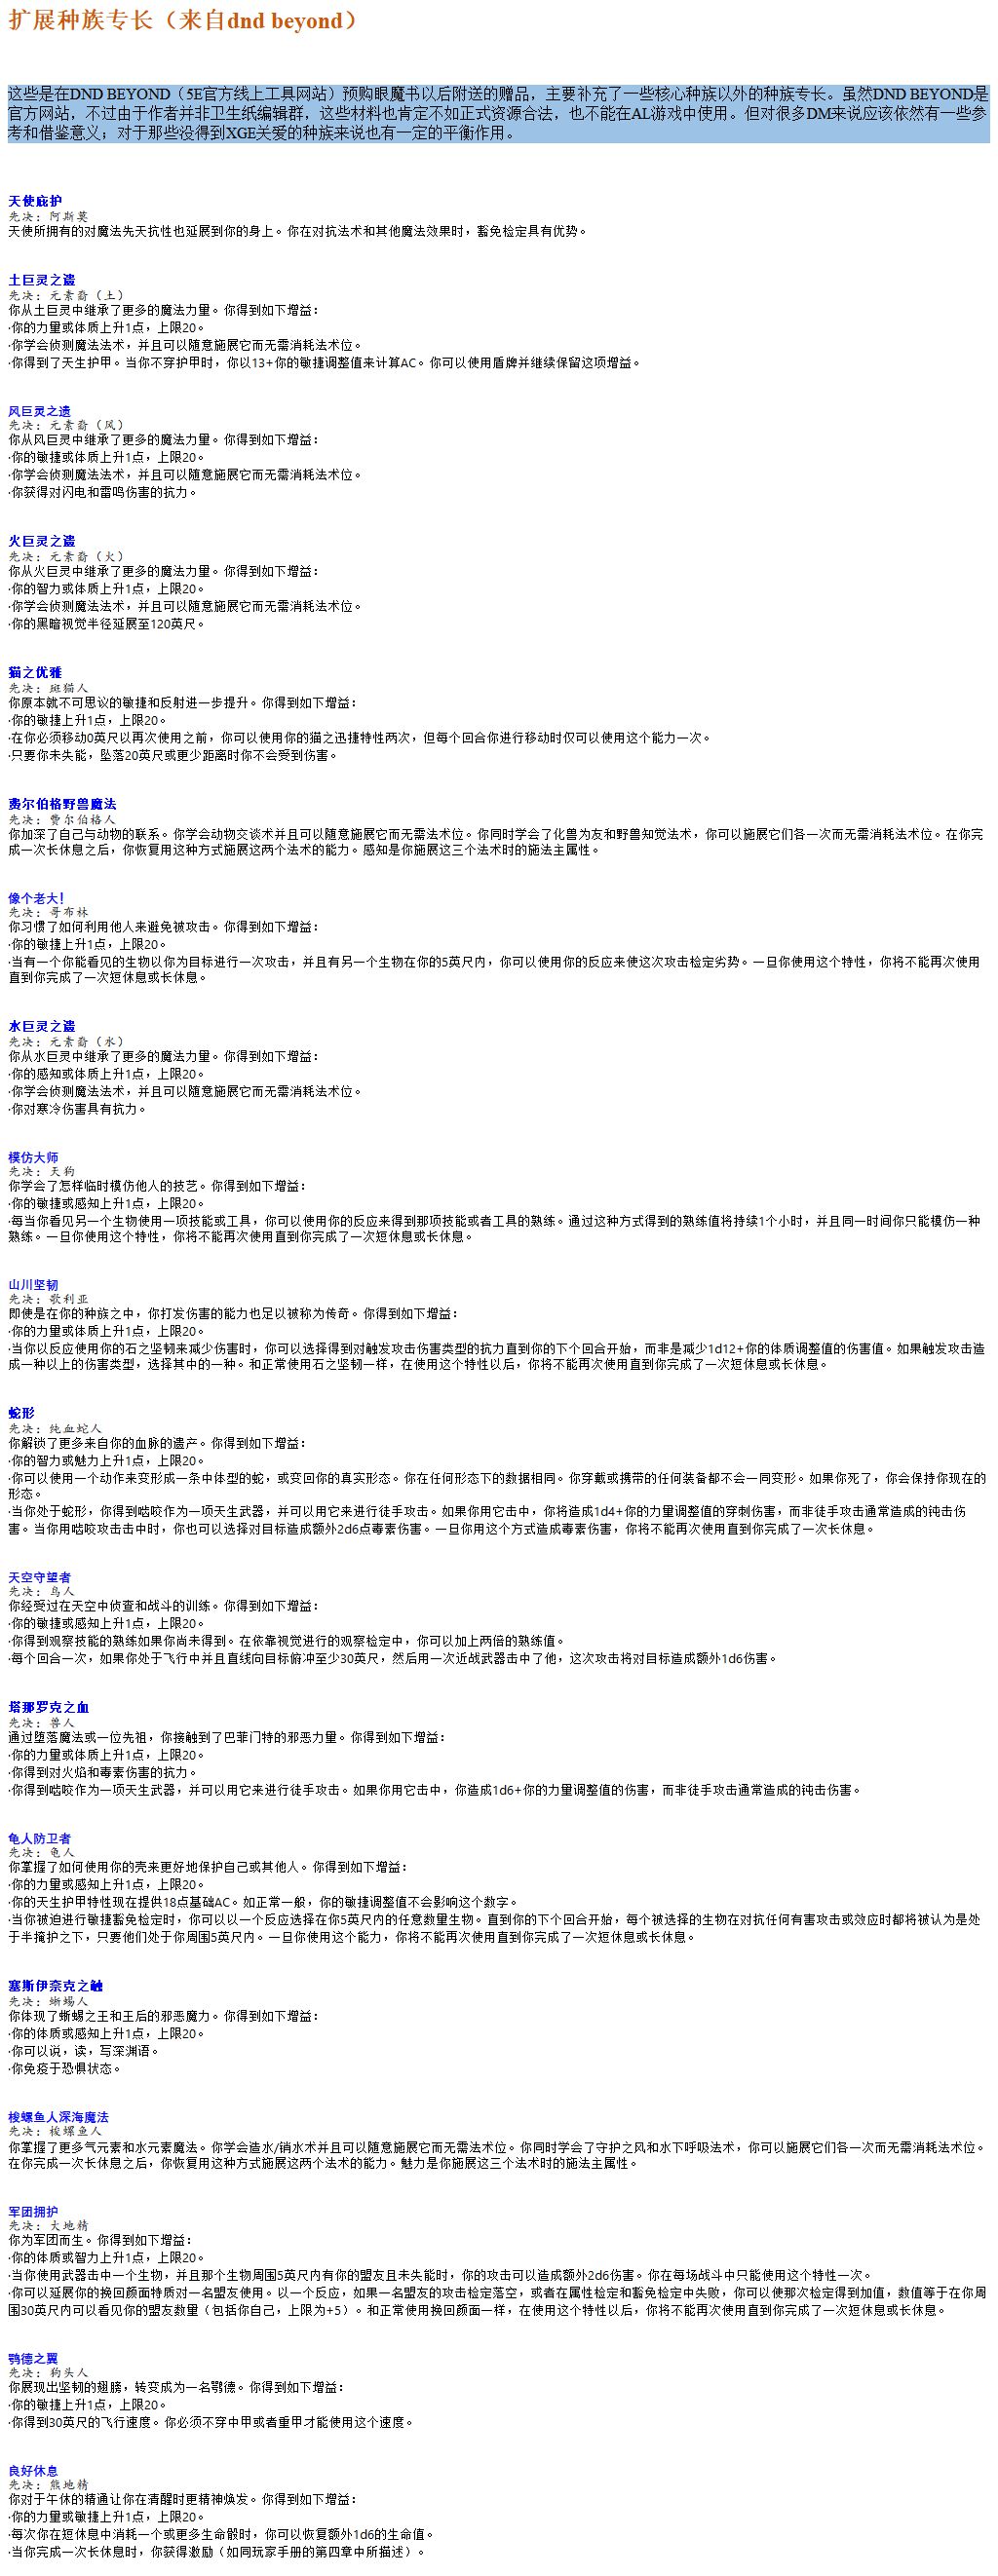 扩展种族专长（来自dnd beyond）
这些是在DND BEYOND（5E官方线上工具网站）预购眼魔书以后附送的赠品，主要补充了一些核心种族以外的种族专长。虽然DND BEYOND是
官方网站，不过由于作者并非卫生纸编辑群，这些材料也肯定不如正式资源合法，也不能在AL游戏中使用。但对很多DM来说应该依然有一些参
考和借鉴意义；对于那些没得到XGE关爱的种族来说也有一定的平衡作用。
天使庇护
先决：阿斯莫
天使所拥有的对魔法先天抗性也延展到你的身上。你在对抗法术和其他魔法效果时，豁免检定具有优势。
土巨灵之遗
先决：元素裔（土）
你从土巨灵中继承了更多的魔法力量。你得到如下增益：
·你的力量或体质上升1点，上限20。
·你学会侦测魔法法术，并且可以随意施展它而无需消耗法术位。
·你得到了天生护甲。当你不穿护甲时，你以13+你的敏捷调整值来计算AC。你可以使用盾牌并继续保留这项增益。
风巨灵之遗
先决：元素裔（风）
你从风巨灵中继承了更多的魔法力量。你得到如下增益：
·你的敏捷或体质上升1点，上限20。
·你学会侦测魔法法术，并且可以随意施展它而无需消耗法术位。
·你获得对闪电和雷鸣伤害的抗力。
火巨灵之遗
先决：元素裔（火）
你从火巨灵中继承了更多的魔法力量。你得到如下增益：
·你的智力或体质上升1点，上限20。
·你学会侦测魔法法术，并且可以随意施展它而无需消耗法术位。
·你的黑暗视觉半径延展至120英尺。
猫之优雅
先决：斑猫人
你原本就不可思议的敏捷和反射进一步提升。你得到如下增益：
·你的敏捷上升1点，上限20。
·在你必须移动0英尺以再次使用之前，你可以使用你的猫之迅捷特性两次，但每个回合你进行移动时仅可以使用这个能力一次。
·只要你未失能，坠落20英尺或更少距离时你不会受到伤害。
费尔伯格野兽魔法
先决：费尔伯格人
你加深了自己与动物的联系。你学会动物交谈术并且可以随意施展它而无需法术位。你同时学会了化兽为友和野兽知觉法术，你可以施展它们各一次而无需消耗法术位。在你完
成一次长休息之后，你恢复用这种方式施展这两个法术的能力。感知是你施展这三个法术时的施法主属性。
像个老大！
先决：哥布林
你习惯了如何利用他人来避免被攻击。你得到如下增益：
·你的敏捷上升1点，上限20。
·当有一个你能看见的生物以你为目标进行一次攻击，并且有另一个生物在你的5英尺内，你可以使用你的反应来使这次攻击检定劣势。一旦你使用这个特性，你将不能再次使用
直到你完成了一次短休息或长休息。
水巨灵之遗
先决：元素裔（水）
你从水巨灵中继承了更多的魔法力量。你得到如下增益：
·你的感知或体质上升1点，上限20。
·你学会侦测魔法法术，并且可以随意施展它而无需消耗法术位。
·你对寒冷伤害具有抗力。
模仿大师
先决：天狗
你学会了怎样临时模仿他人的技艺。你得到如下增益：
·你的敏捷或感知上升1点，上限20。
·每当你看见另一个生物使用一项技能或工具，你可以使用你的反应来得到那项技能或者工具的熟练。通过这种方式得到的熟练值将持续1个小时，并且同一时间你只能模仿一种
熟练。一旦你使用这个特性，你将不能再次使用直到你完成了一次短休息或长休息。
山川坚韧
先决：歌利亚
即使是在你的种族之中，你打发伤害的能力也足以被称为传奇。你得到如下增益：
·你的力量或体质上升1点，上限20。
·当你以反应使用你的石之坚韧来减少伤害时，你可以选择得到对触发攻击伤害类型的抗力直到你的下个回合开始，而非是减少1d12+你的体质调整值的伤害值。如果触发攻击造
成一种以上的伤害类型，选择其中的一种。和正常使用石之坚韧一样，在使用这个特性以后，你将不能再次使用直到你完成了一次短休息或长休息。
蛇形
先决：纯血蛇人
你解锁了更多来自你的血脉的遗产。你得到如下增益：
·你的智力或魅力上升1点，上限20。
·你可以使用一个动作来变形成一条中体型的蛇，或变回你的真实形态。你在任何形态下的数据相同。你穿戴或携带的任何装备都不会一同变形。如果你死了，你会保持你现在的
形态。
·当你处于蛇形，你得到啮咬作为一项天生武器，并可以用它来进行徒手攻击。如果你用它击中，你将造成1d4+你的力量调整值的穿刺伤害，而非徒手攻击通常造成的钝击伤
害。当你用啮咬攻击击中时，你也可以选择对目标造成额外2d6点毒素伤害。一旦你用这个方式造成毒素伤害，你将不能再次使用直到你完成了一次长休息。
天空守望者
先决：鸟人
你经受过在天空中侦查和战斗的训练。你得到如下增益：
·你的敏捷或感知上升1点，上限20。
·你得到观察技能的熟练如果你尚未得到。在依靠视觉进行的观察检定中，你可以加上两倍的熟练值。
·每个回合一次，如果你处于飞行中并且直线向目标俯冲至少30英尺，然后用一次近战武器击中了他，这次攻击将对目标造成额外1d6伤害。
塔那罗克之血
先决：兽人
通过堕落魔法或一位先祖，你接触到了巴菲门特的邪恶力量。你得到如下增益：
·你的力量或体质上升1点，上限20。
·你得到对火焰和毒素伤害的抗力。
·你得到啮咬作为一项天生武器，并可以用它来进行徒手攻击。如果你用它击中，你造成1d6+你的力量调整值的伤害，而非徒手攻击通常造成的钝击伤害。
龟人防卫者
先决：龟人
你掌握了如何使用你的壳来更好地保护自己或其他人。你得到如下增益：
·你的力量或感知上升1点，上限20。
·你的天生护甲特性现在提供18点基础AC。如正常一般，你的敏捷调整值不会影响这个数字。
·当你被迫进行敏捷豁免检定时，你可以以一个反应选择在你5英尺内的任意数量生物。直到你的下个回合开始，每个被选择的生物在对抗任何有害攻击或效应时都将被认为是处
于半掩护之下，只要他们处于你周围5英尺内。一旦你使用这个能力，你将不能再次使用直到你完成了一次短休息或长休息。
塞斯伊奈克之触
先决：蜥蜴人
你体现了蜥蜴之王和王后的邪恶魔力。你得到如下增益：
·你的体质或感知上升1点，上限20。
·你可以说，读，写深渊语。
·你免疫于恐惧状态。
梭螺鱼人深海魔法
先决：梭螺鱼人
你掌握了更多气元素和水元素魔法。你学会造水/销水术并且可以随意施展它而无需法术位。你同时学会了守护之风和水下呼吸法术，你可以施展它们各一次而无需消耗法术位。
在你完成一次长休息之后，你恢复用这种方式施展这两个法术的能力。魅力是你施展这三个法术时的施法主属性。
军团拥护
先决：大地精
你为军团而生。你得到如下增益：
·你的体质或智力上升1点，上限20。
·当你使用武器击中一个生物，并且那个生物周围5英尺内有你的盟友且未失能时，你的攻击可以造成额外2d6伤害。你在每场战斗中只能使用这个特性一次。
·你可以延展你的挽回颜面特质对一名盟友使用。以一个反应，如果一名盟友的攻击检定落空，或者在属性检定和豁免检定中失败，你可以使那次检定得到加值，数值等于在你周
围30英尺内可以看见你的盟友数量（包括你自己，上限为+5）。和正常使用挽回颜面一样，在使用这个特性以后，你将不能再次使用直到你完成了一次短休息或长休息。
鹗德之翼
先决：狗头人
你展现出坚韧的翅膀，转变成为一名鹗德。你得到如下增益：
·你的敏捷上升1点，上限20。
·你得到30英尺的飞行速度。你必须不穿中甲或者重甲才能使用这个速度。
良好休息
先决：熊地精
你对于午休的精通让你在清醒时更精神焕发。你得到如下增益：
·你的力量或敏捷上升1点，上限20。
·每次你在短休息中消耗一个或更多生命骰时，你可以恢复额外1d6的生命值。
·当你完成一次长休息时，你获得激励（如同玩家手册的第四章中所描述）。